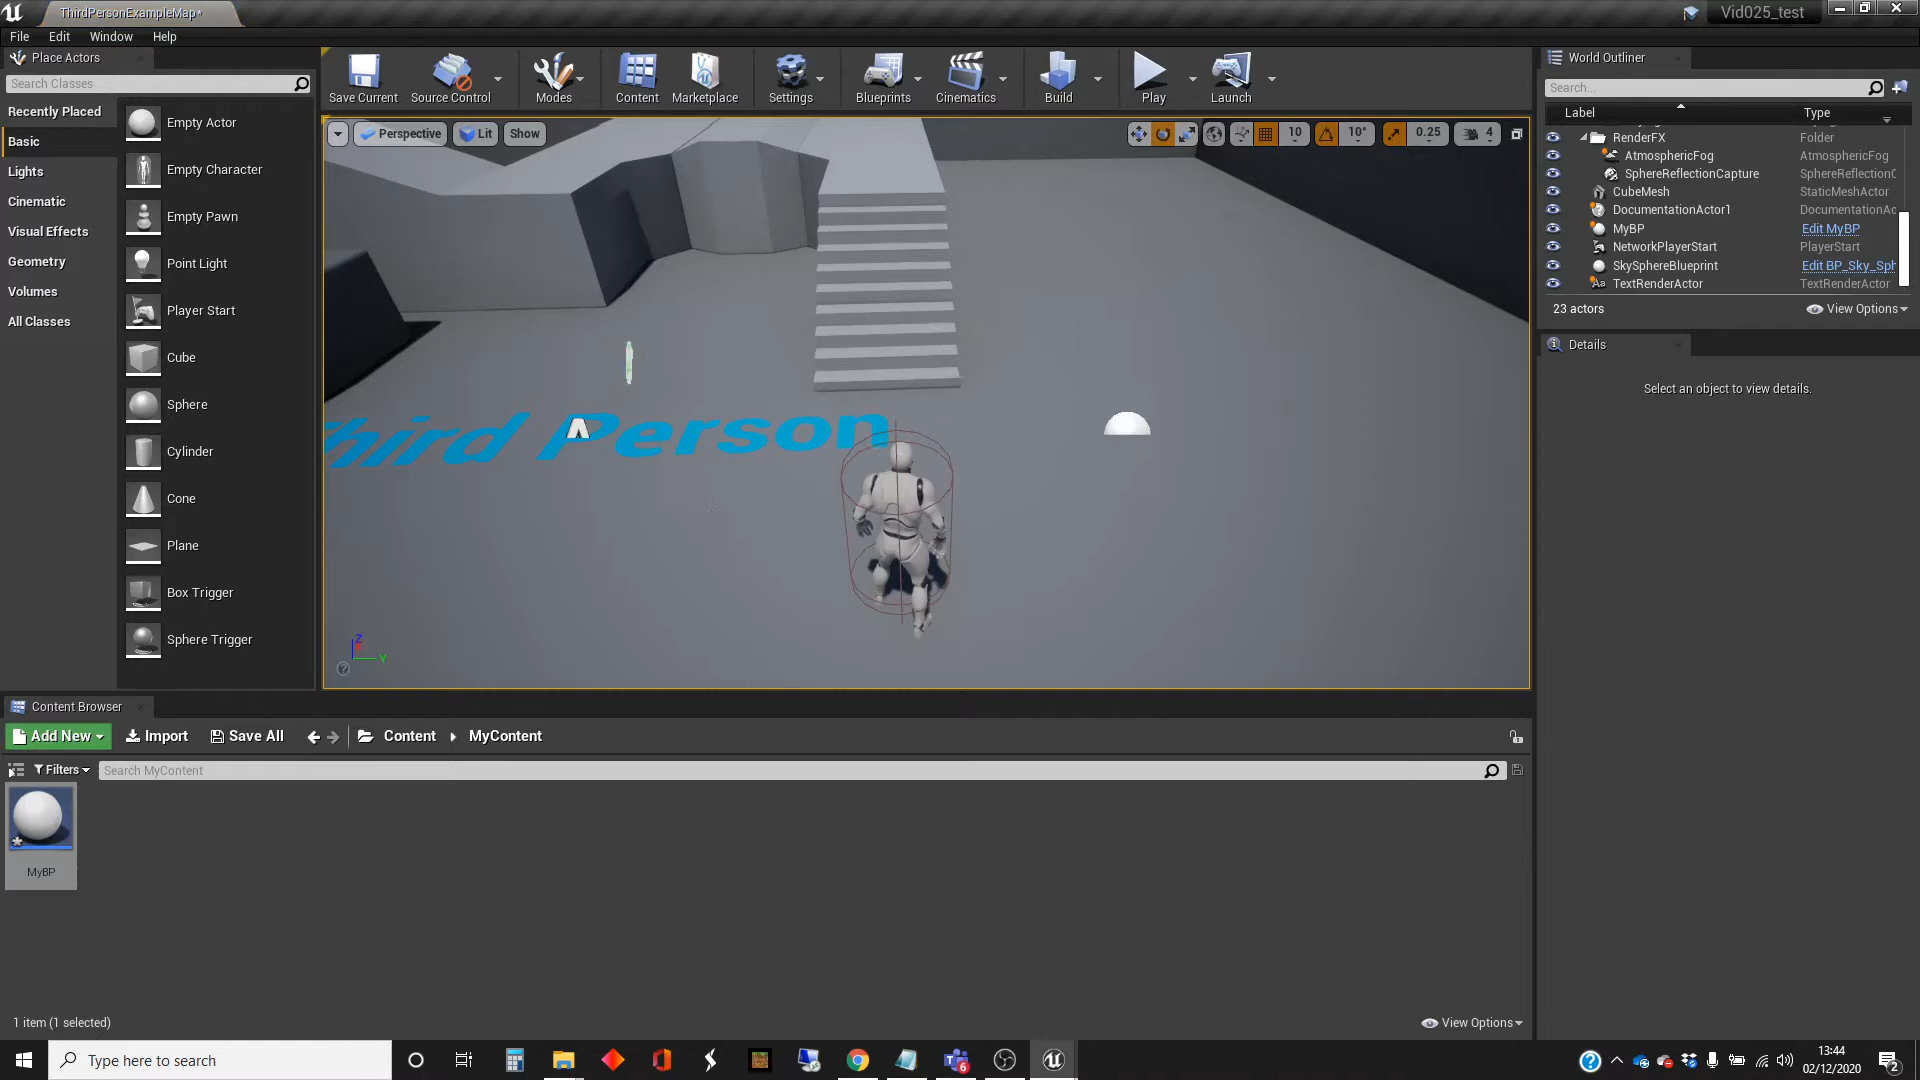 ThirdPersonExampleMap*
Vid025_test
File Edit Window Help
Place Actors
Search Classes
Recently Placed
Basic
Lights
Cinematic
Visual Effects
Geometry
Volumes
All Classes
Empty Actor
Empty Character
Empty Pawn
Point Light
Player Start
Cube
Sphere
Cylinder
Cone
Plane
Box Trigger
Sphere Trigger
Save Current
Source Control
Modes
Content
Marketplace
Settings
Blueprints
Cinematics
Build
Play
Launch
Perspective
Lit
Show
10
10°
0.25
4
Third Person
Z
Y
World Outliner
Search...
Label Type
RenderFX Folder
AtmosphericFog AtmosphericFog
SphereReflectionCapture SphereReflectionC
CubeMesh StaticMeshActor
DocumentationActor1 DocumentationAc
MyBP Edit MyBP
NetworkPlayerStart PlayerStart
SkySphereBlueprint Edit BP_Sky_Sph
TextRenderActor TextRenderActor
23 actors
View Options
Details
Select an object to view details.
Content Browser
Add New
Import
Save All
Content
MyContent
Filters
Search MyContent
MyBP
1 item (1 selected)
View Options
Type here to search
6
13:44
02/12/2020
2